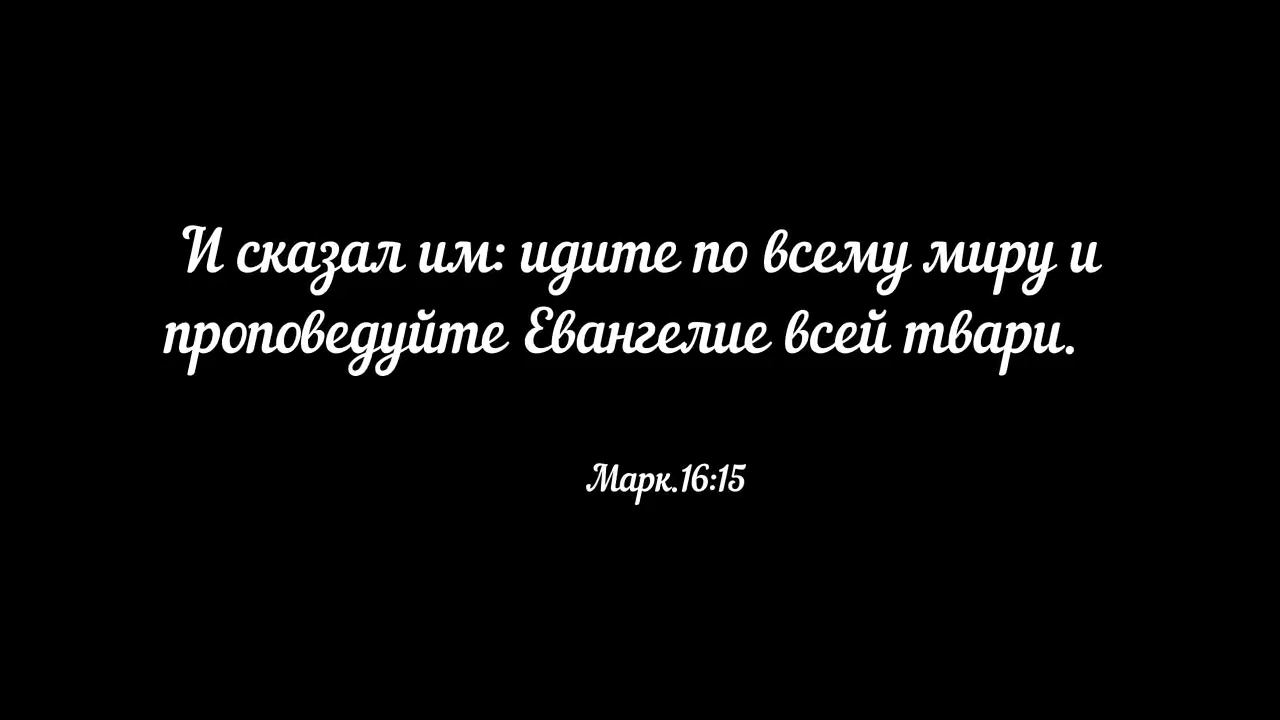 И сказал им: идите по всему миру и
проповедуйте Евангелие всей твари.
Марк.16:15